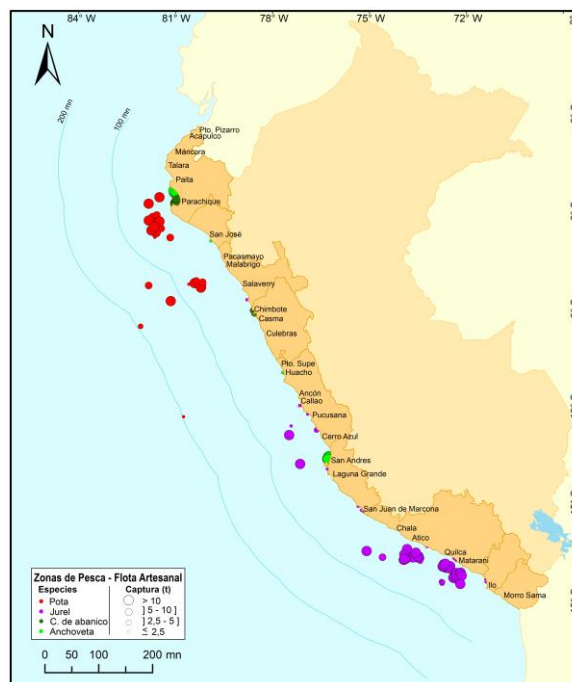 84° W 81° W 78° W 75° W 72° W
N
200 mn
100 mn
Pto. Pizarro
Acapulco
Máncora
Talara
Paita
Parachique
San José
Pacasmayo
Malabrigo
Salaverry
Chimbote
Casma
Culebras
Pto. Supe
Huacho
Ancón
Callao
Pucusana
Cerro Azul
San Andres
Laguna Grande
San Juan de Marcona
Chala
Atico
Quilca
Matarani
Ilo
Morro Sama
Zonas de Pesca - Flota Artesanal
Especies Captura (t)
Pota > 10
Jurel ] 5 - 10 ]
C. de abanico ] 2,5 - 5 ]
Anchoveta ≤ 2,5
0 50 100 200 mn